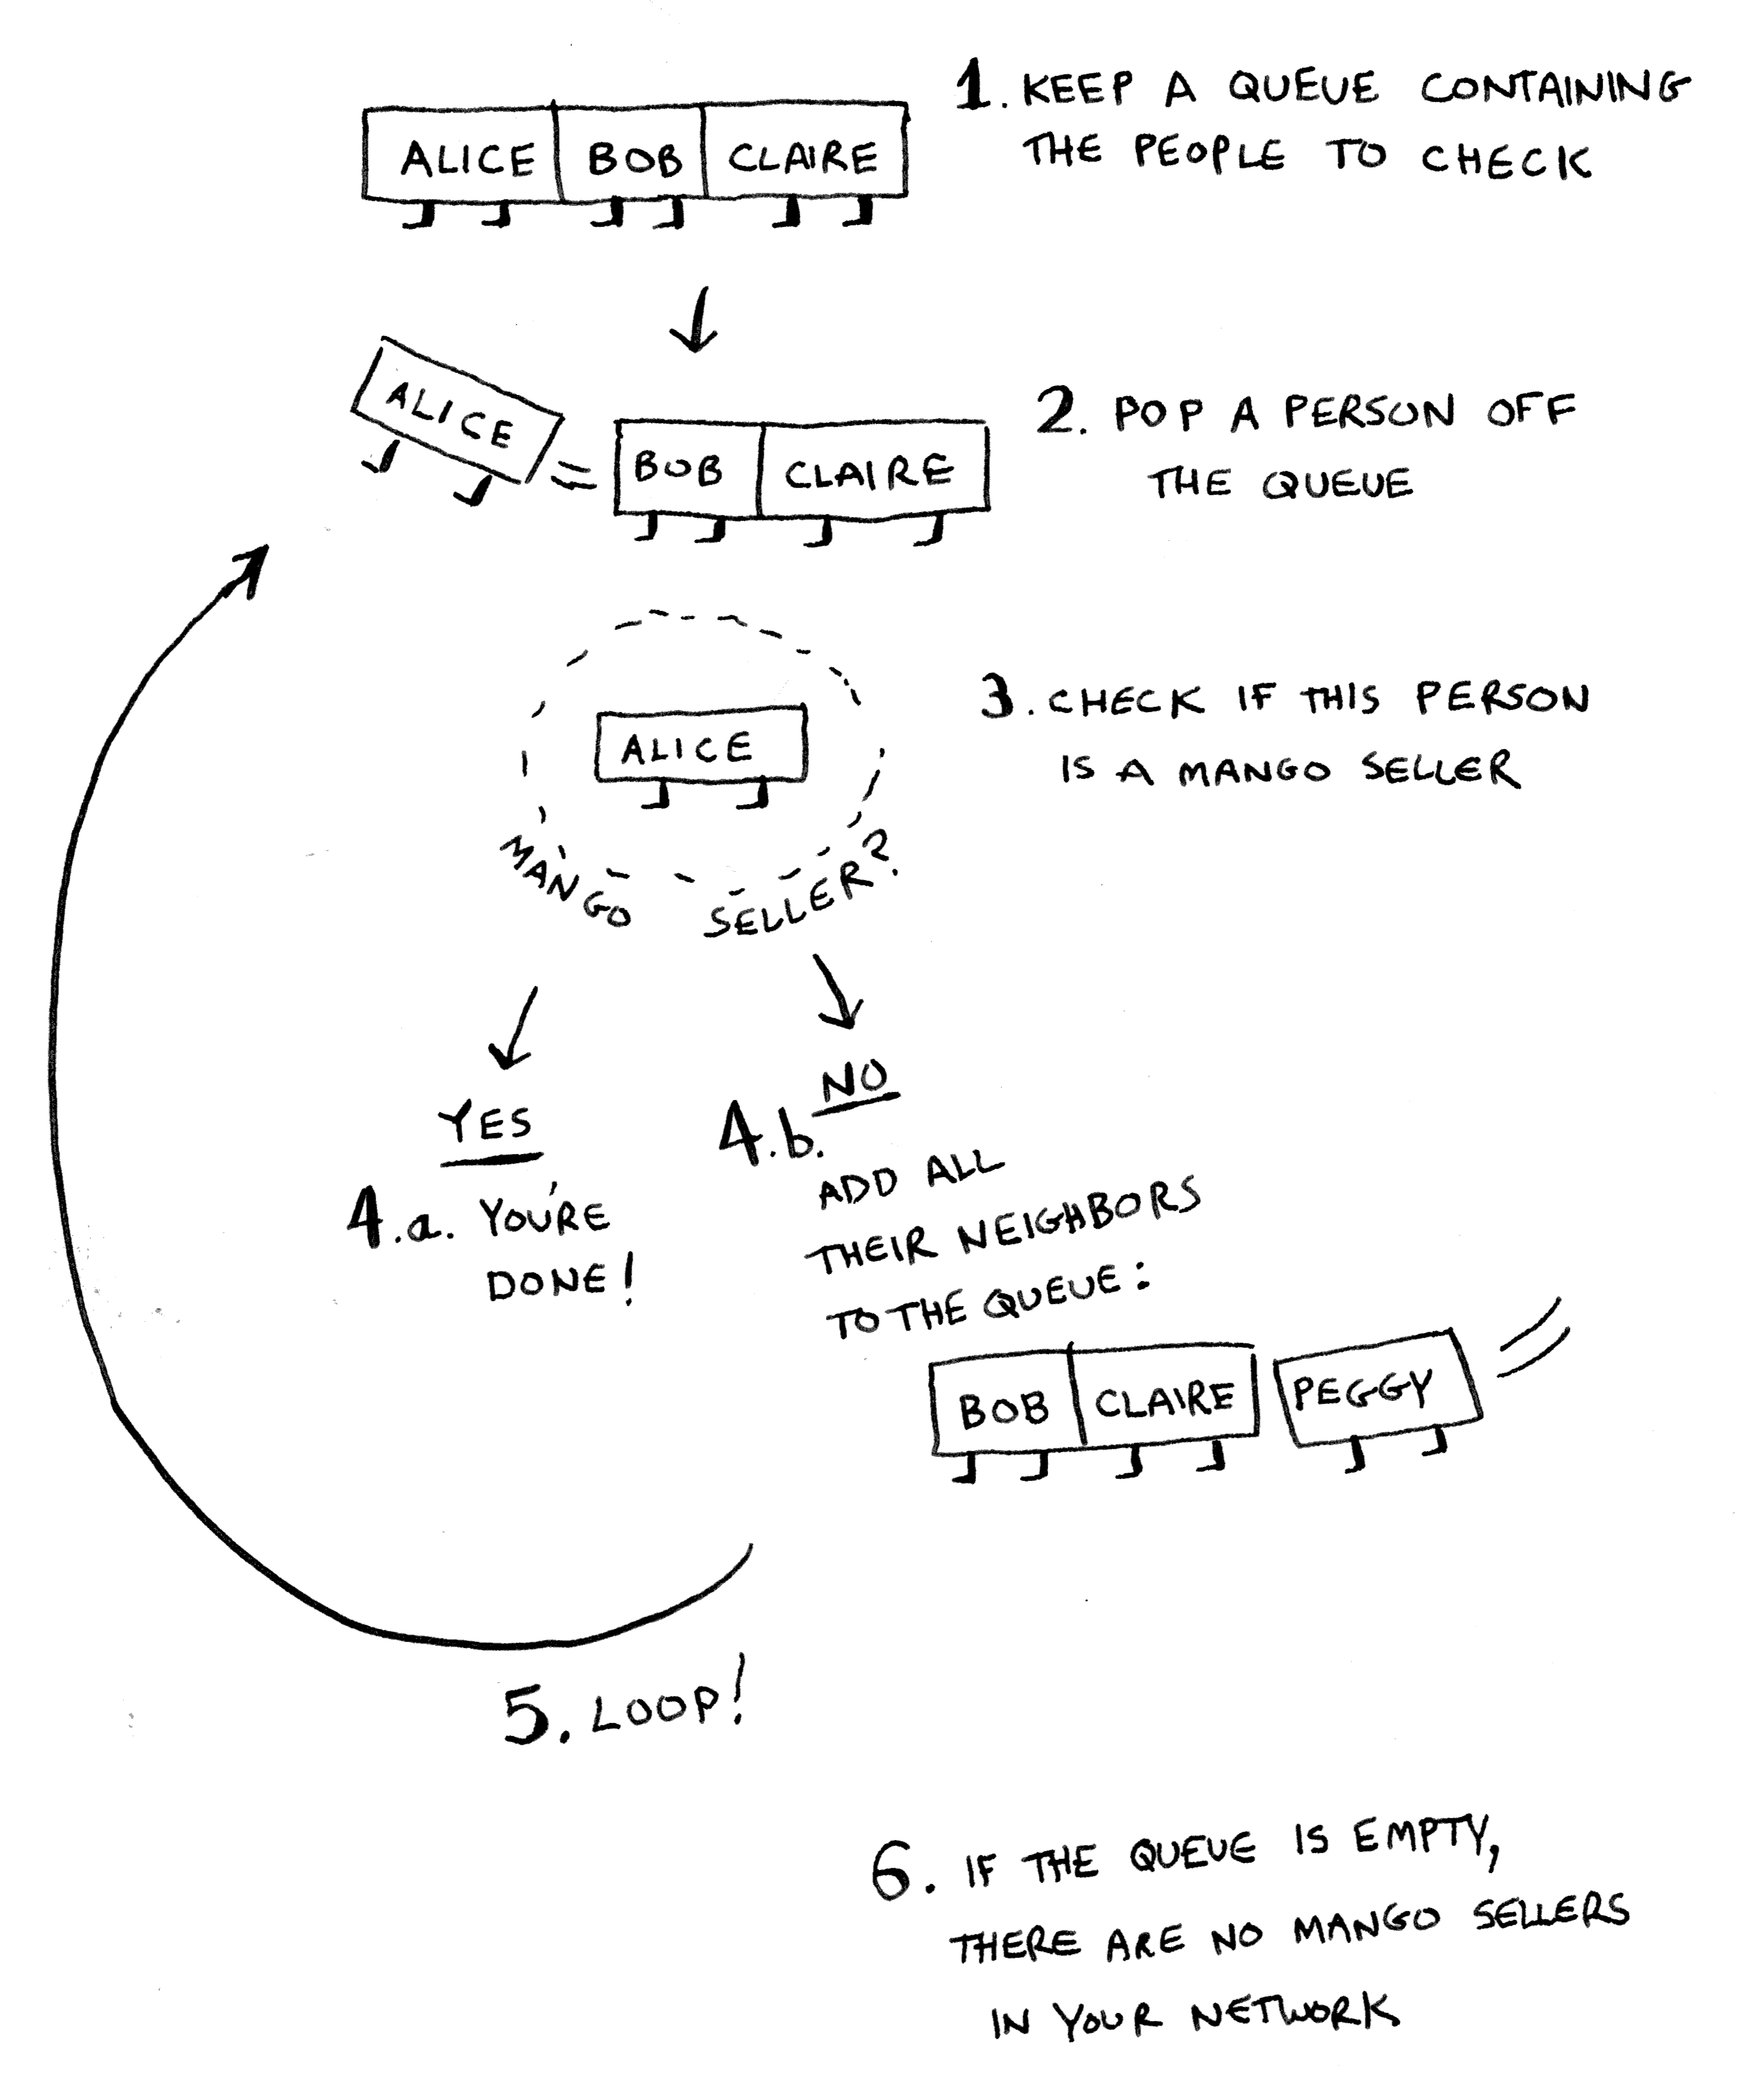 ALICE BOB CLAIRE
1. KEEP A QUEUE CONTAINING
THE PEOPLE TO CHECK
ALICE
BOB CLAIRE
2. POP A PERSON OFF
THE QUEUE
ALICE
MANGO SELLER?
3. CHECK IF THIS PERSON
IS A MANGO SELLER
YES
4.a. YOU'RE
DONE!
NO
4.b.
ADD ALL
THEIR NEIGHBORS
TO THE QUEUE:
BOB CLAIRE PEGGY
5. LOOP!
6. IF THE QUEUE IS EMPTY,
THERE ARE NO MANGO SELLERS
IN YOUR NETWORK